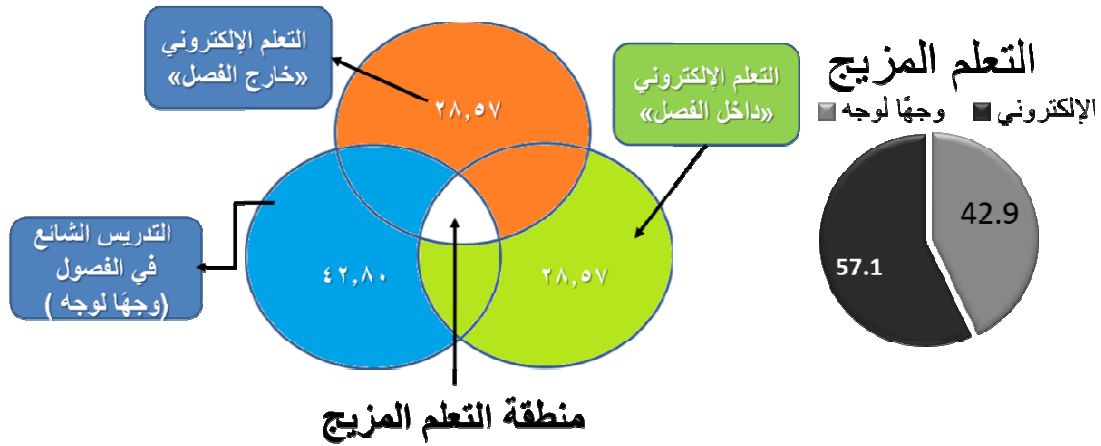 التعلم الإلكتروني
«خارج الفصل»
٢٨,٥٧
التعلم الإلكتروني
«داخل الفصل»
٢٨,٥٧
التدريس الشائع
في الفصول
(وجهًا لوجه )
٤٢,٨٠
منطقة التعلم المزيج
التعلم المزيج
الإلكتروني
وجهًا لوجه
42.9
57.1